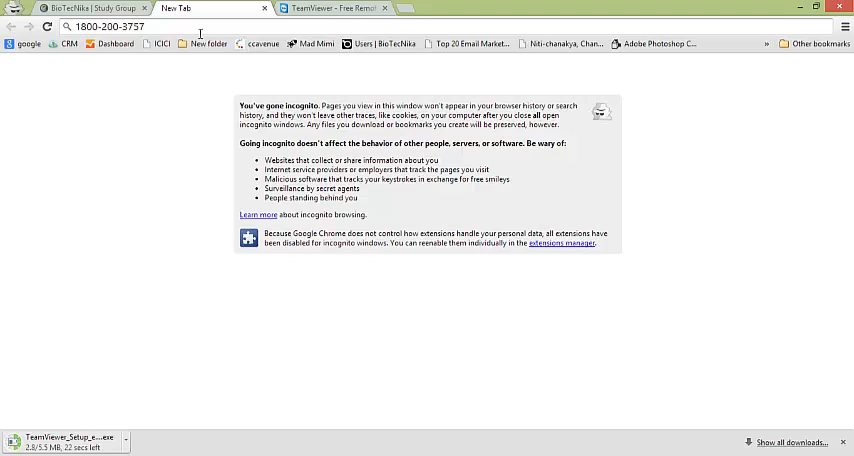 BioTecNika | Study Group
New Tab
TeamViewer - Free Remot
1800-200-3757
google
CRM
Dashboard
ICICI
New folder
ccavenue
Mad Mimi
Users | BioTecNika
Top 20 Email Market...
Niti-chanakya, Chan...
Adobe Photoshop C...
»
Other bookmarks
You've gone incognito. Pages you view in this window won't appear in your browser history or search
history, and they won't leave other traces, like cookies, on your computer after you close all open
incognito windows. Any files you download or bookmarks you create will be preserved, however.
Going incognito doesn't affect the behavior of other people, servers, or software. Be wary of:
• Websites that collect or share information about you
• Internet service providers or employers that track the pages you visit
• Malicious software that tracks your keystrokes in exchange for free smileys
• Surveillance by secret agents
• People standing behind you
Learn more about incognito browsing.
Because Google Chrome does not control how extensions handle your personal data, all extensions have
been disabled for incognito windows. You can reenable them individually in the extensions manager.
TeamViewer_Setup_e....exe
2.8/5.5 MB, 22 secs left
Show all downloads...